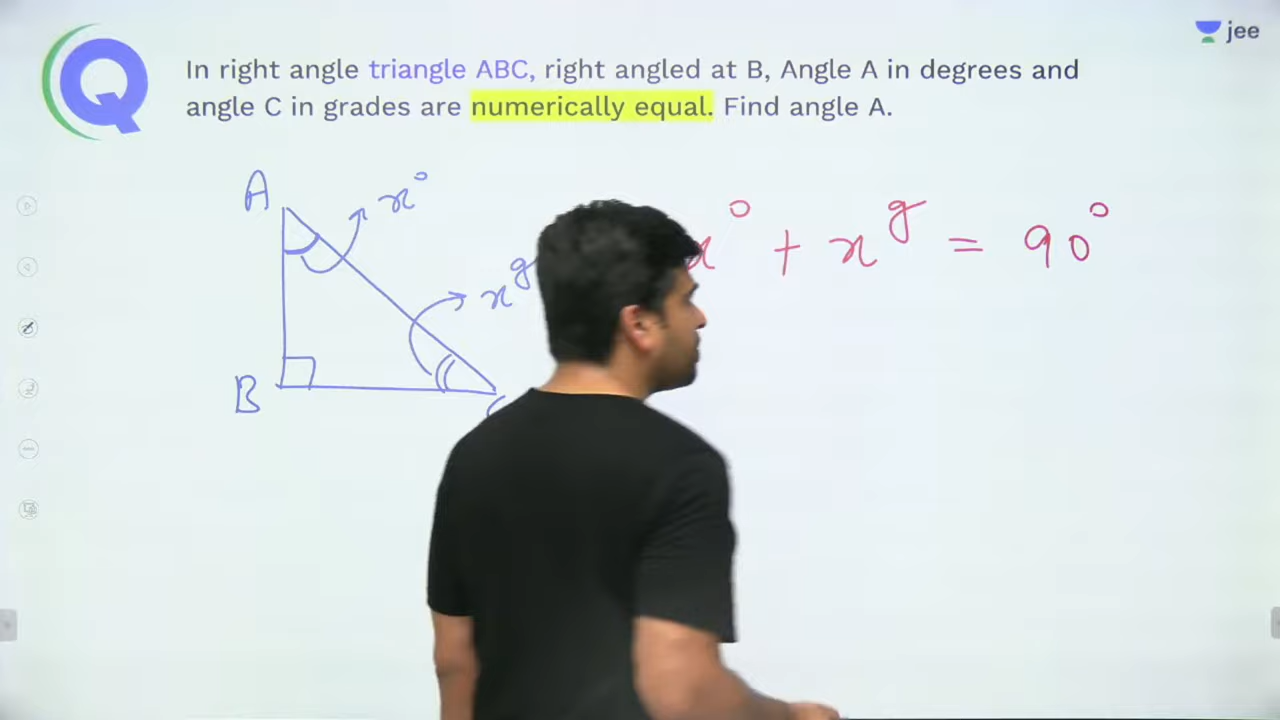 jee
In right angle triangle ABC, right angled at B, Angle A in degrees and
angle C in grades are numerically equal. Find angle A.
A
x°
x^g
B
x° + x^g = 90°